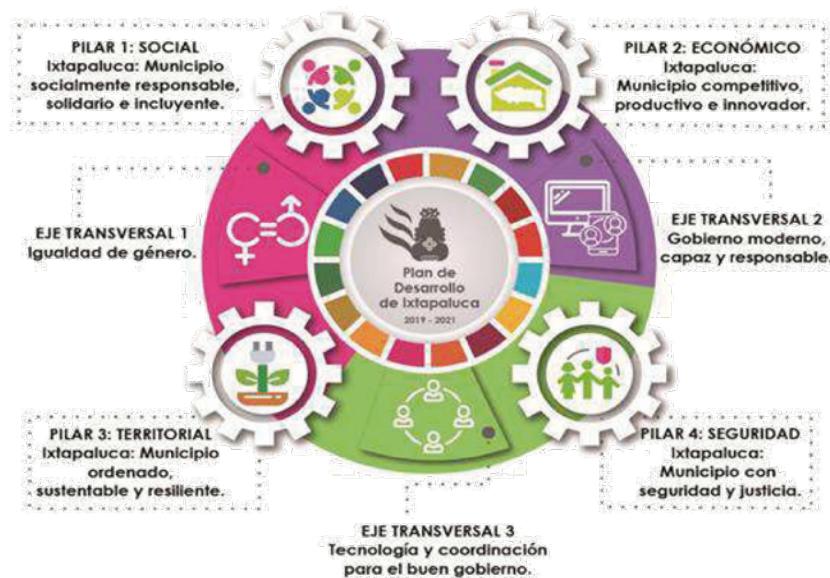 PILAR 1: SOCIAL
Ixtapaluca: Municipio
socialmente responsable,
solidario e incluyente.
PILAR 2: ECONÓMICO
Ixtapaluca:
Municipio competitivo,
productivo e innovador.
EJE TRANSVERSAL 1
Igualdad de género.
Plan de
Desarrollo
de Ixtapaluca
2019 - 2021
EJE TRANSVERSAL 2
Gobierno moderno,
capaz y responsable.
PILAR 3: TERRITORIAL
Ixtapaluca: Municipio
ordenado,
sustentable y resiliente.
PILAR 4: SEGURIDAD
Ixtapaluca:
Municipio con
seguridad y justicia.
EJE TRANSVERSAL 3
Tecnología y coordinación
para el buen gobierno.